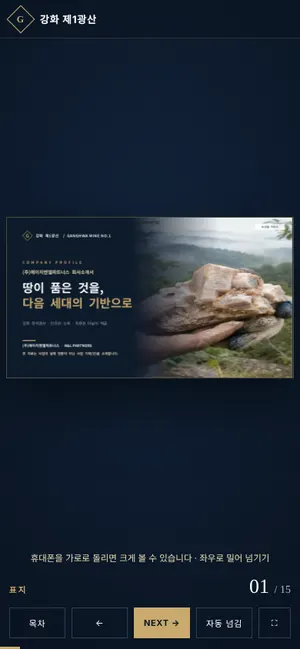 G 강화 제1광산
G 강화 제1광산 / GANGHWA MINE NO.1
COMPANY PROFILE
(주)에이치앤엘파트너스 회사소개서
땅이 품은 것을,
다음 세대의 기반으로
(주)에이치앤엘파트너스 H&L PARTNERS
휴대폰을 가로로 돌리면 크게 볼 수 있습니다 · 좌우로 밀어 넘기기
표지
01 / 15
목차
←
NEXT →
자동 넘김